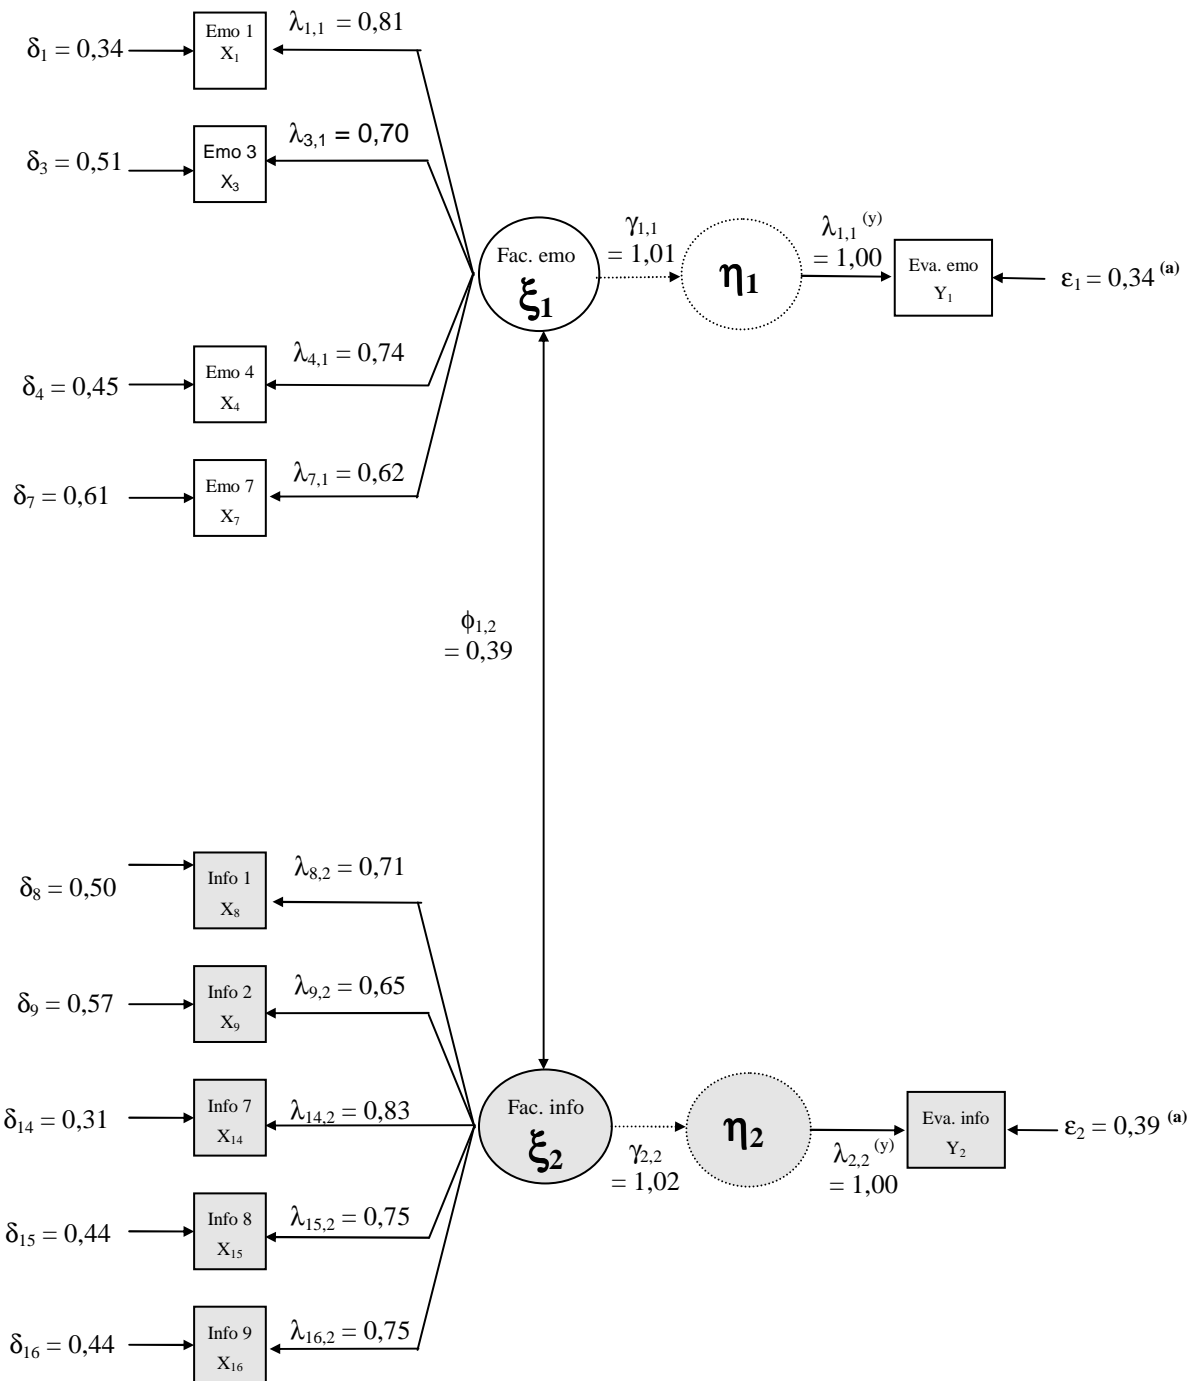 δ1 = 0,34
Emo 1
X1
λ1,1 = 0,81
δ3 = 0,51
Emo 3
X3
λ3,1 = 0,70
Fac. emo
ξ1
γ1,1
= 1,01
η1
λ1,1 (y)
= 1,00
Eva. emo
Y1
ε1 = 0,34 (a)
δ4 = 0,45
Emo 4
X4
λ4,1 = 0,74
δ7 = 0,61
Emo 7
X7
λ7,1 = 0,62
ϕ1,2
= 0,39
δ8 = 0,50
Info 1
X8
λ8,2 = 0,71
δ9 = 0,57
Info 2
X9
λ9,2 = 0,65
δ14 = 0,31
Info 7
X14
λ14,2 = 0,83
Fac. info
ξ2
γ2,2
= 1,02
η2
λ2,2 (y)
= 1,00
Eva. info
Y2
ε2 = 0,39 (a)
δ15 = 0,44
Info 8
X15
λ15,2 = 0,75
δ16 = 0,44
Info 9
X16
λ16,2 = 0,75